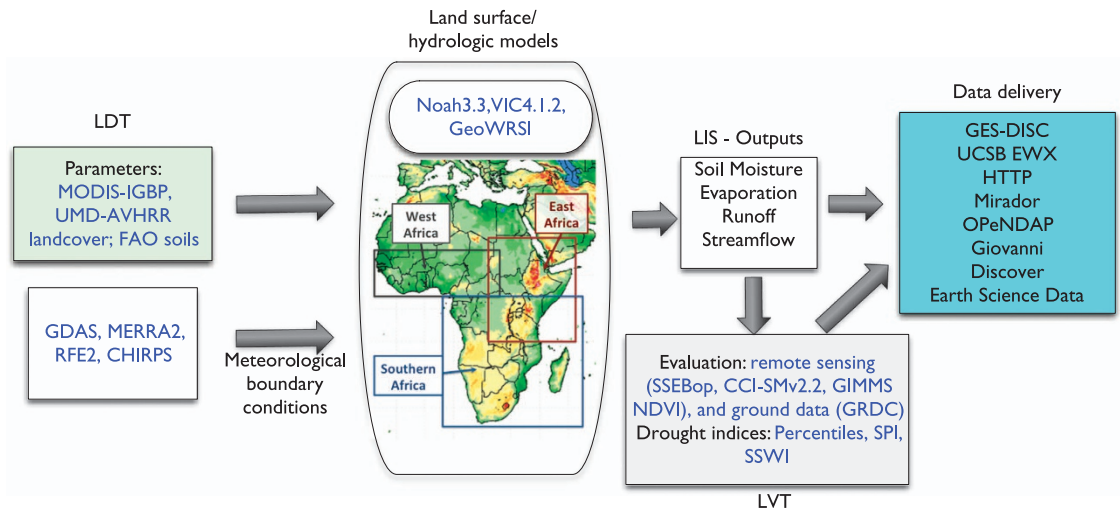 LDT
Parameters:
MODIS-IGBP,
UMD-AVHRR
landcover; FAO soils
GDAS, MERRA2,
RFE2, CHIRPS
Meteorological
boundary
conditions
Land surface/
hydrologic models
Noah3.3,VIC4.1.2,
GeoWRSI
West
Africa
East
Africa
Southern
Africa
LIS - Outputs
Soil Moisture
Evaporation
Runoff
Streamflow
Evaluation: remote sensing
(SSEBop, CCI-SMv2.2, GIMMS
NDVI), and ground data (GRDC)
Drought indices: Percentiles, SPI,
SSWI
LVT
Data delivery
GES-DISC
UCSB EWX
HTTP
Mirador
OPeNDAP
Giovanni
Discover
Earth Science Data